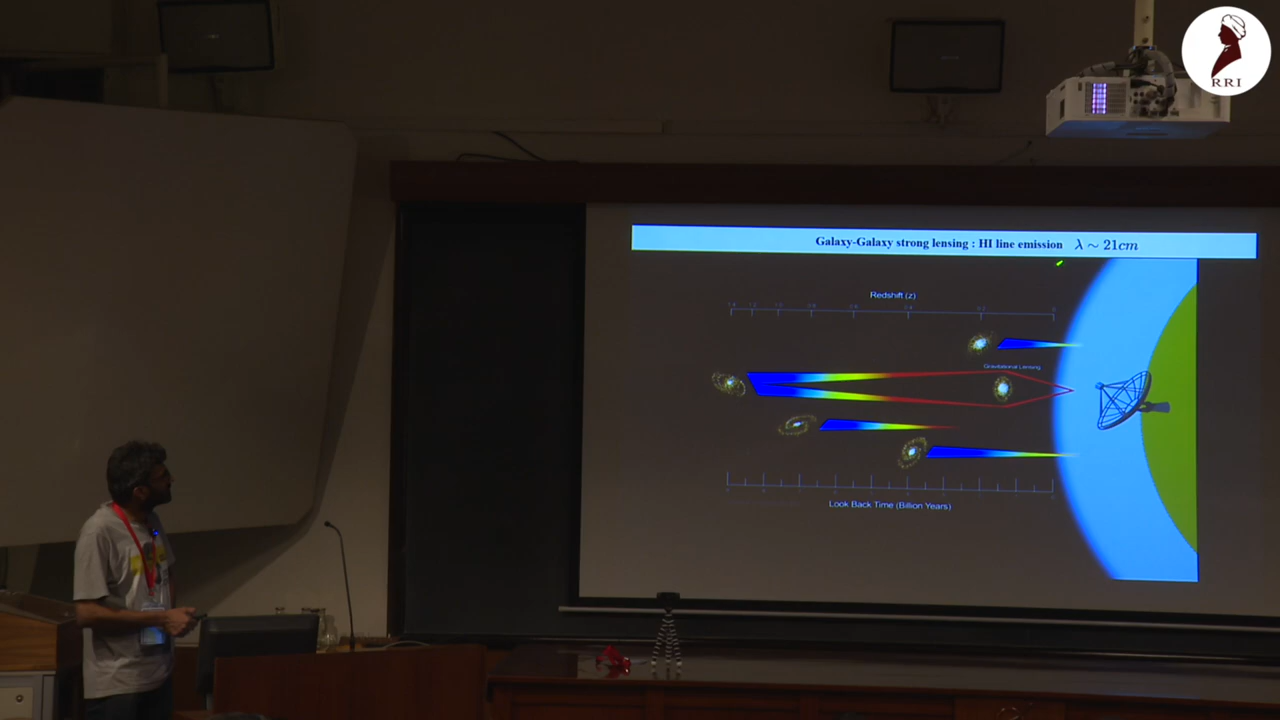 RRI
Galaxy-Galaxy strong lensing : HI line emission λ ∼ 21cm
Redshift (z)
Gravitational Lensing
Look Back Time (Billion Years)